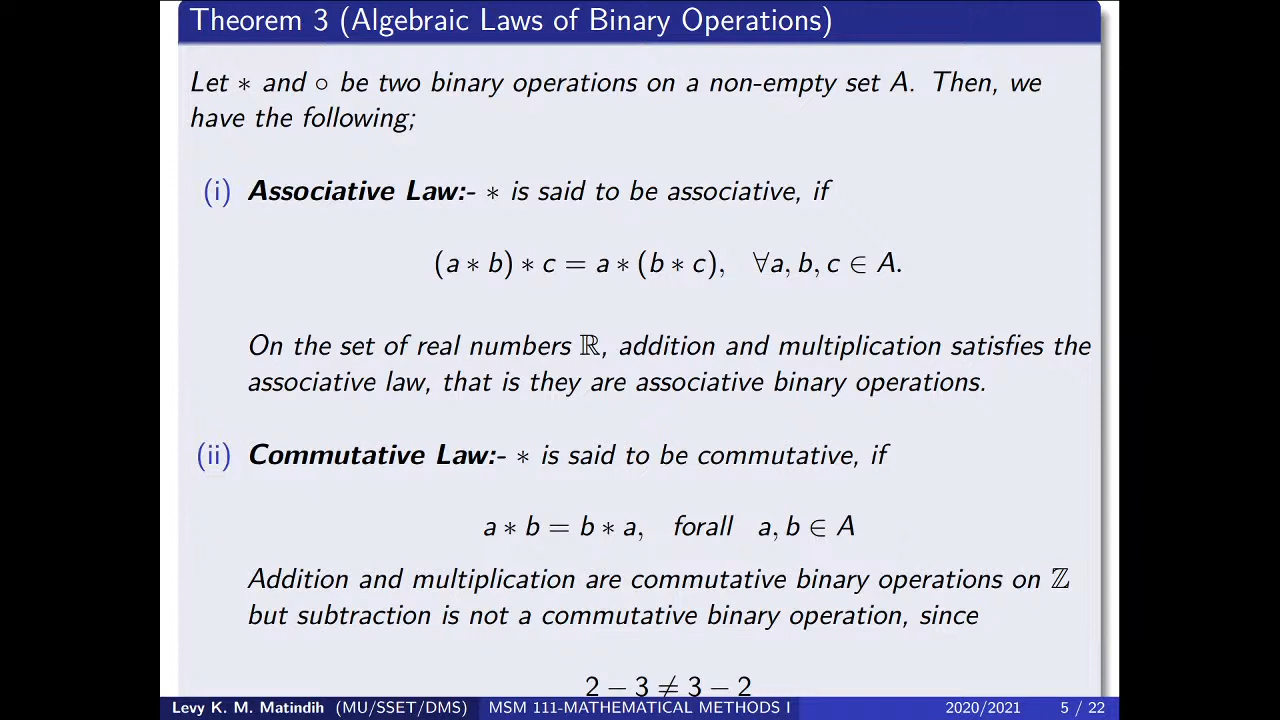 Theorem 3 (Algebraic Laws of Binary Operations)
Let ∗ and ∘ be two binary operations on a non-empty set A. Then, we
have the following;
(i) Associative Law:- ∗ is said to be associative, if
(a ∗ b) ∗ c = a ∗ (b ∗ c), ∀a, b, c ∈ A.
On the set of real numbers ℝ, addition and multiplication satisfies the
associative law, that is they are associative binary operations.
(ii) Commutative Law:- ∗ is said to be commutative, if
a ∗ b = b ∗ a, forall a, b ∈ A
Addition and multiplication are commutative binary operations on ℤ
but subtraction is not a commutative binary operation, since
2 − 3 ≠ 3 − 2
Levy K. M. Matindih (MU/SSET/DMS) MSM 111-MATHEMATICAL METHODS I 2020/2021 5 / 22